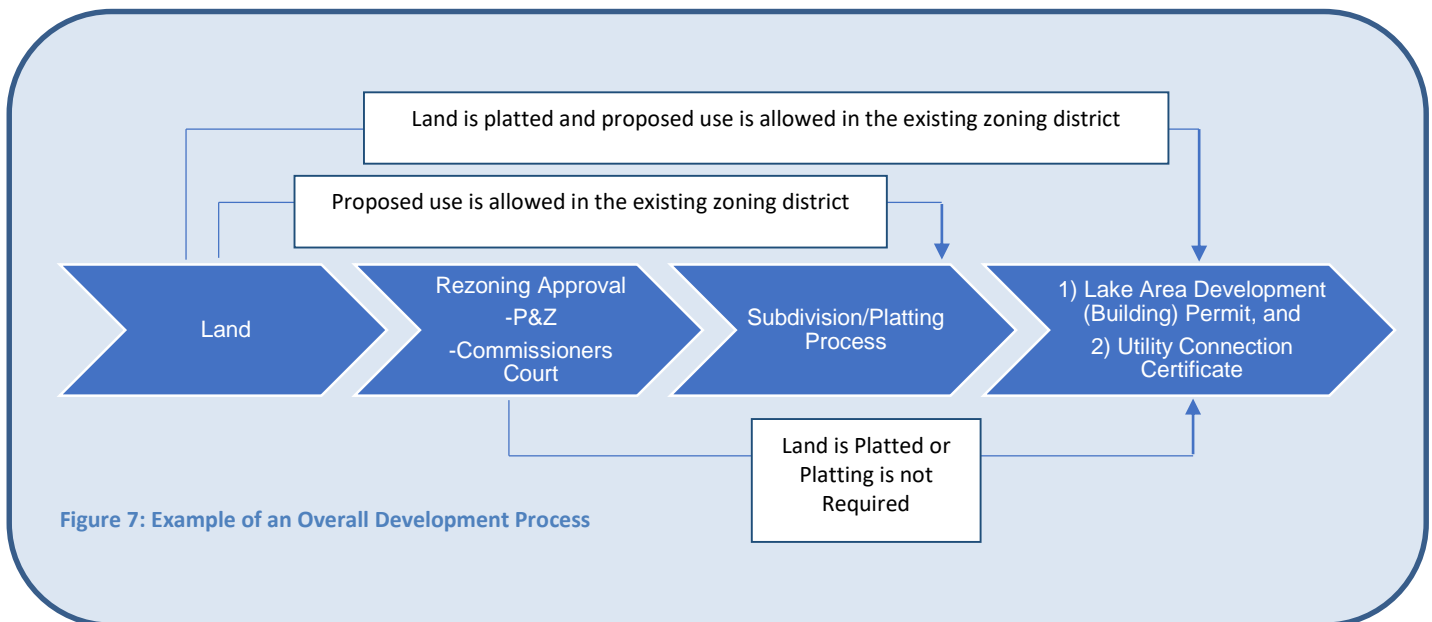 Land is platted and proposed use is allowed in the existing zoning district
Proposed use is allowed in the existing zoning district
Land
Rezoning Approval
-P&Z
-Commissioners
Court
Subdivision/Platting
Process
1) Lake Area Development
(Building) Permit, and
2) Utility Connection
Certificate
Land is Platted or
Platting is not
Required
Figure 7: Example of an Overall Development Process